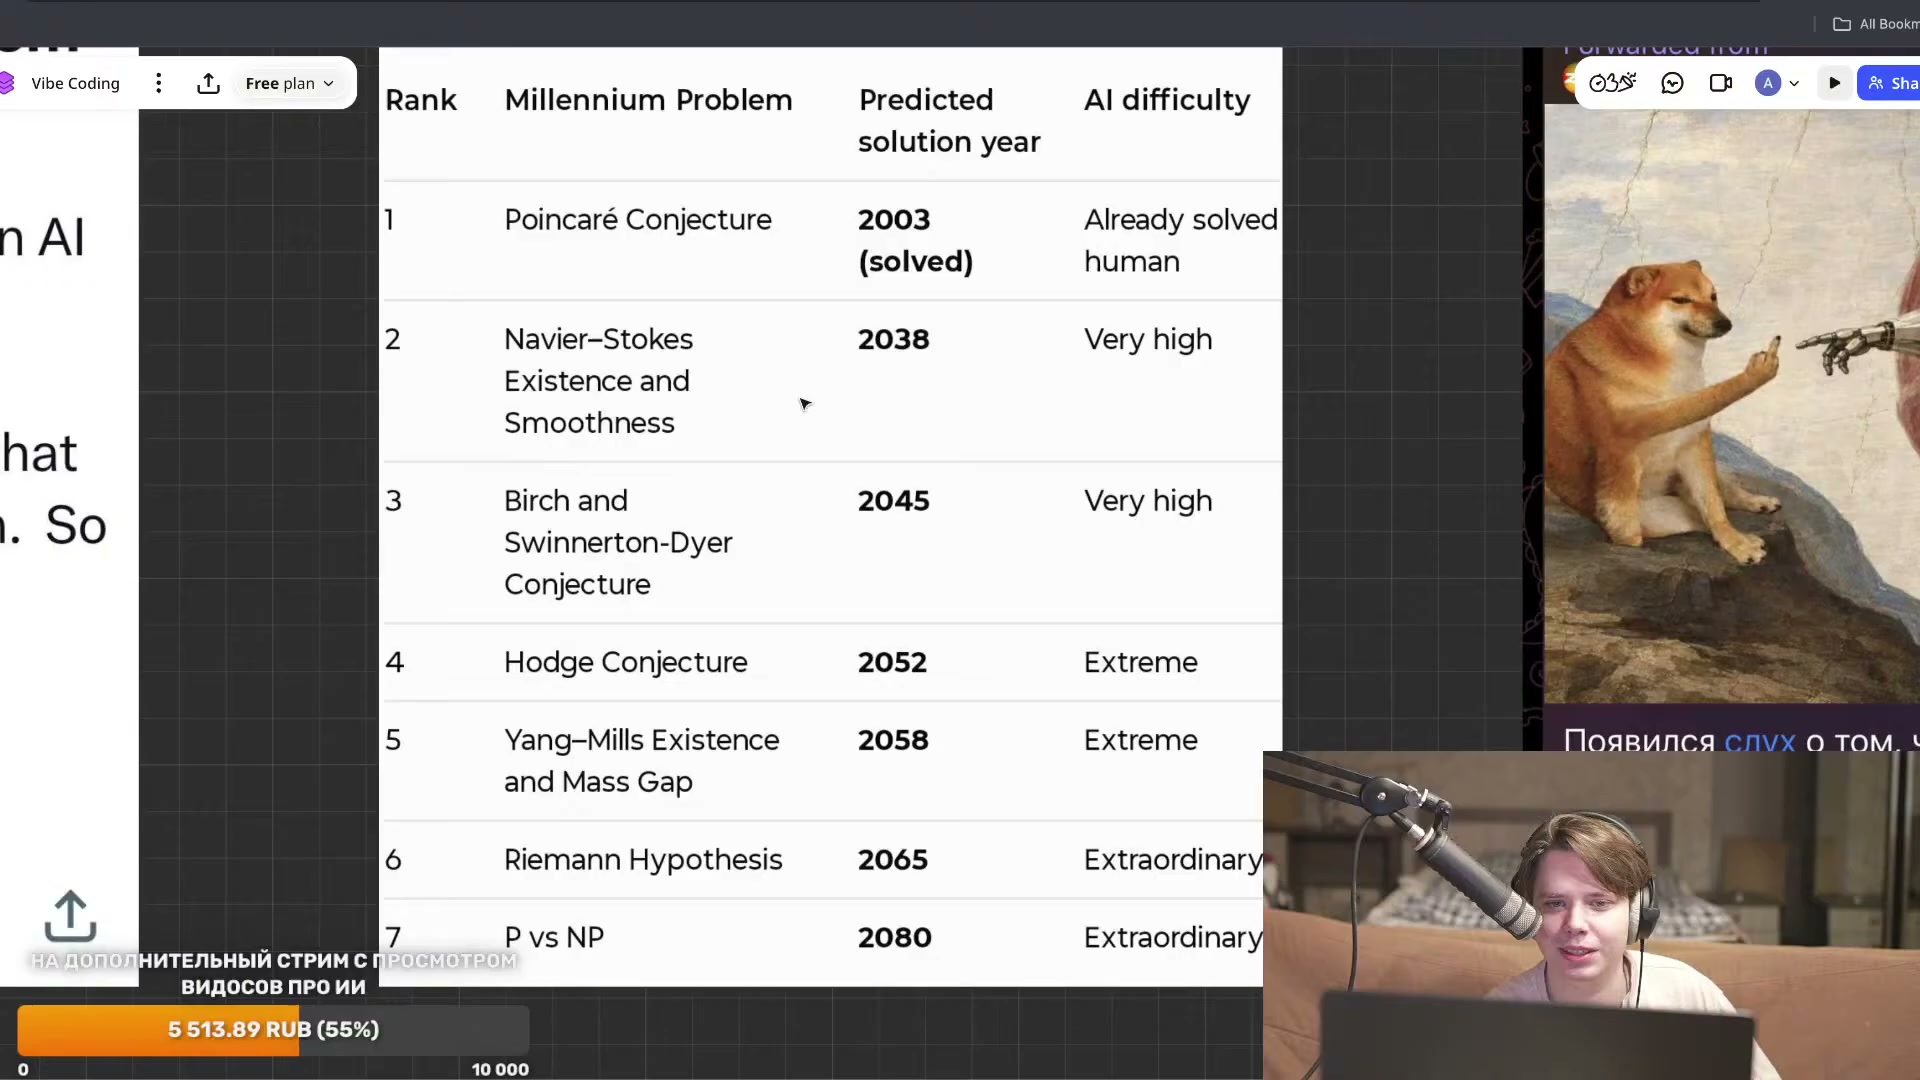 All Bookm
Vibe Coding
Free plan
A
Sha
Forwarded from
n AI
hat
. So
Rank Millennium Problem Predicted solution year AI difficulty
1 Poincaré Conjecture 2003 (solved) Already solved human
2 Navier–Stokes Existence and Smoothness 2038 Very high
3 Birch and Swinnerton-Dyer Conjecture 2045 Very high
4 Hodge Conjecture 2052 Extreme
5 Yang–Mills Existence and Mass Gap 2058 Extreme
6 Riemann Hypothesis 2065 Extraordinary
7 P vs NP 2080 Extraordinary
Появился слух о том, ч
НА ДОПОЛНИТЕЛЬНЫЙ СТРИМ С ПРОСМОТРОМ
ВИДОСОВ ПРО ИИ
5 513.89 RUB (55%)
0 10 000